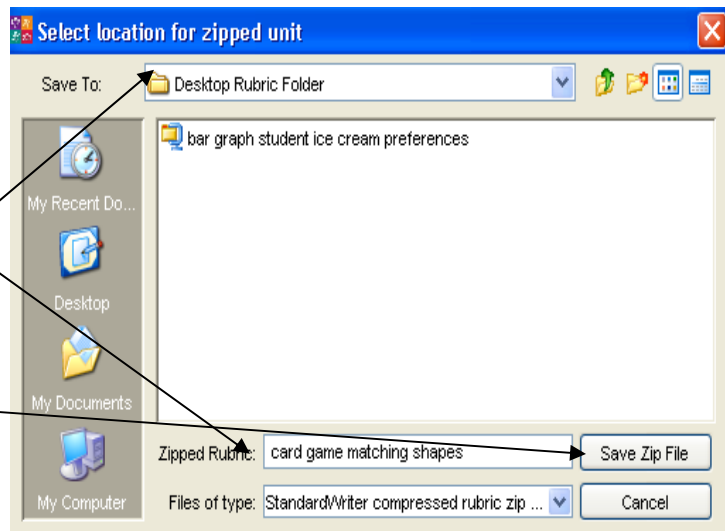 Select location for zipped unit
Save To: Desktop Rubric Folder
bar graph student ice cream preferences
My Recent Do...
Desktop
My Documents
My Computer
Zipped Rubric: card game matching shapes Save Zip File
Files of type: StandardWriter compressed rubric zip ... Cancel